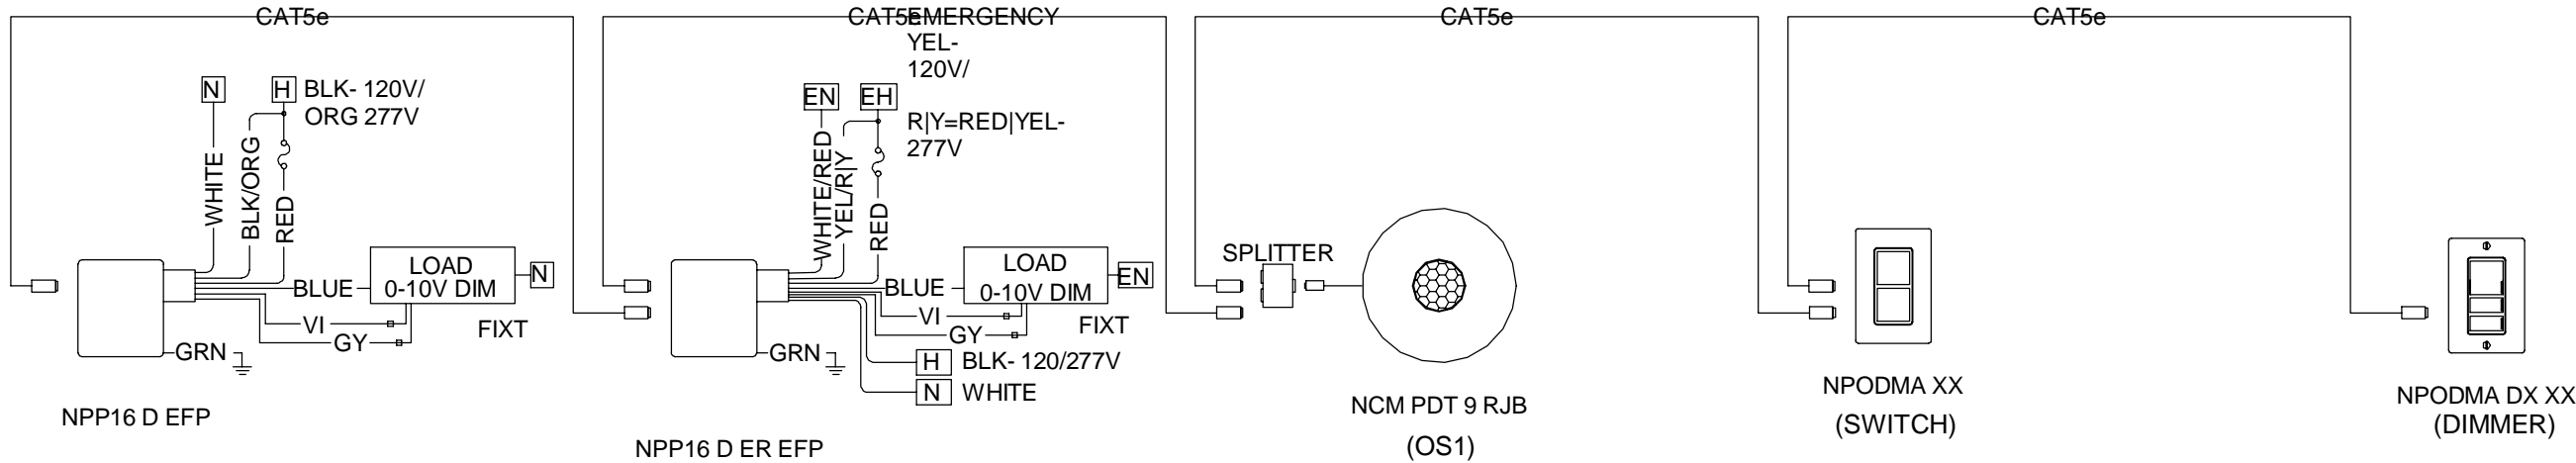 CAT5e
CAT5e
EMERGENCY
CAT5e
CAT5e
YEL-
120V/
N
H
BLK- 120V/
ORG 277V
EN
EH
R|Y=RED|YEL-
277V
WHITE
BLK/ORG
RED
WHITE/RED
YEL/R|Y
RED
LOAD
0-10V DIM
N
BLUE
VI
GY
FIXT
GRN
LOAD
0-10V DIM
EN
BLUE
VI
GY
FIXT
GRN
H
BLK- 120/277V
N
WHITE
SPLITTER
NPP16 D EFP
NPP16 D ER EFP
NCM PDT 9 RJB
(OS1)
NPODMA XX
(SWITCH)
NPODMA DX XX
(DIMMER)